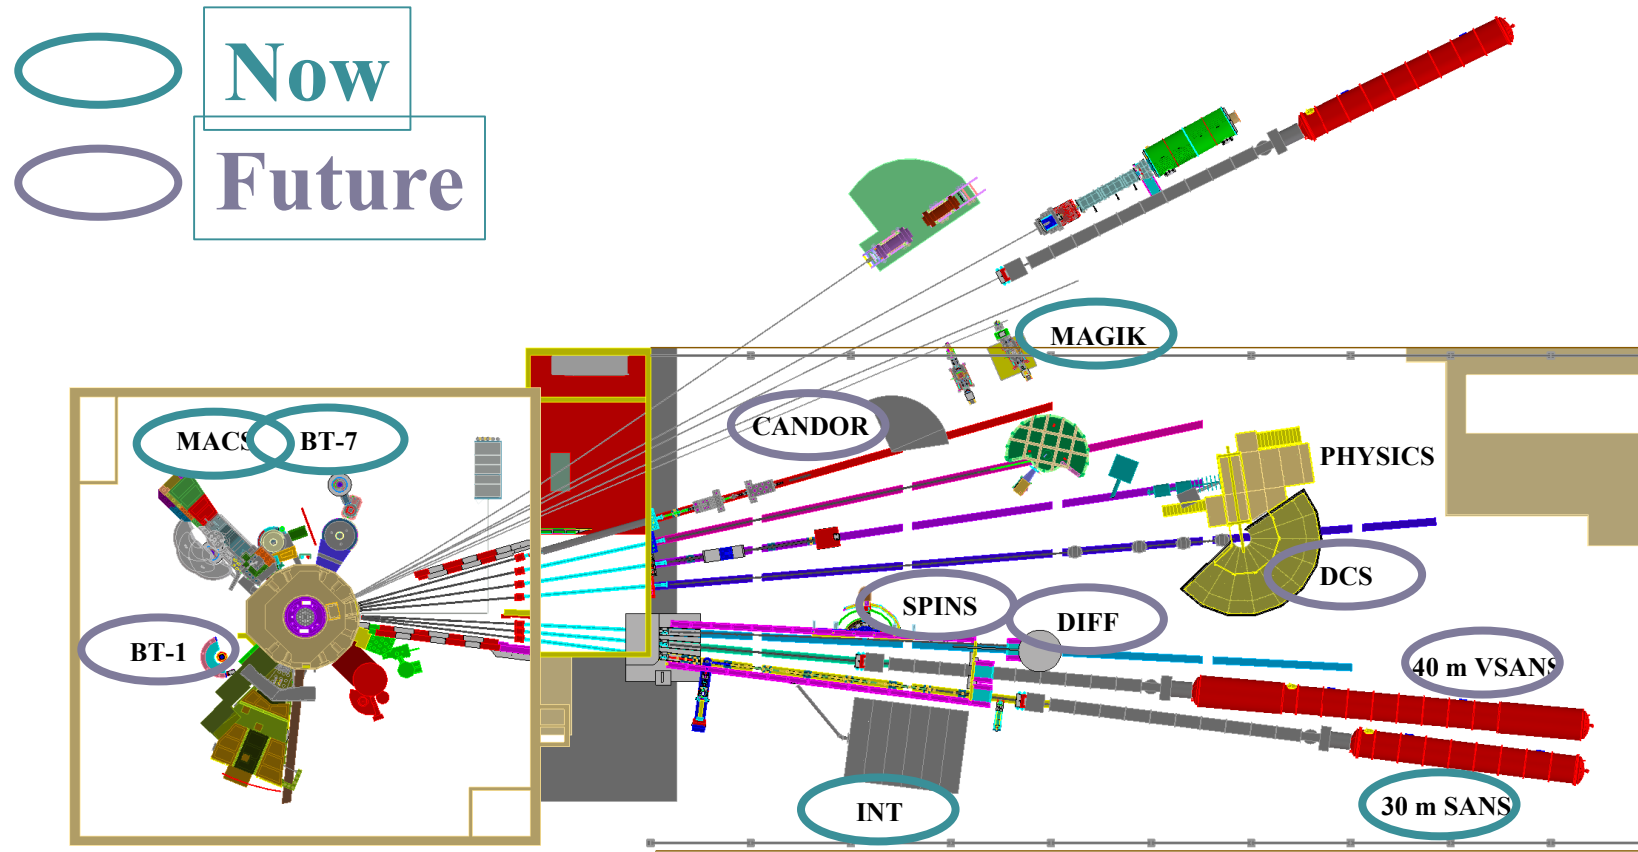 Now
Future
MAGIK
CANDOR
MACS
BT-7
PHYSICS
DCS
SPINS
DIFF
BT-1
40 m VSANS
30 m SANS
INT